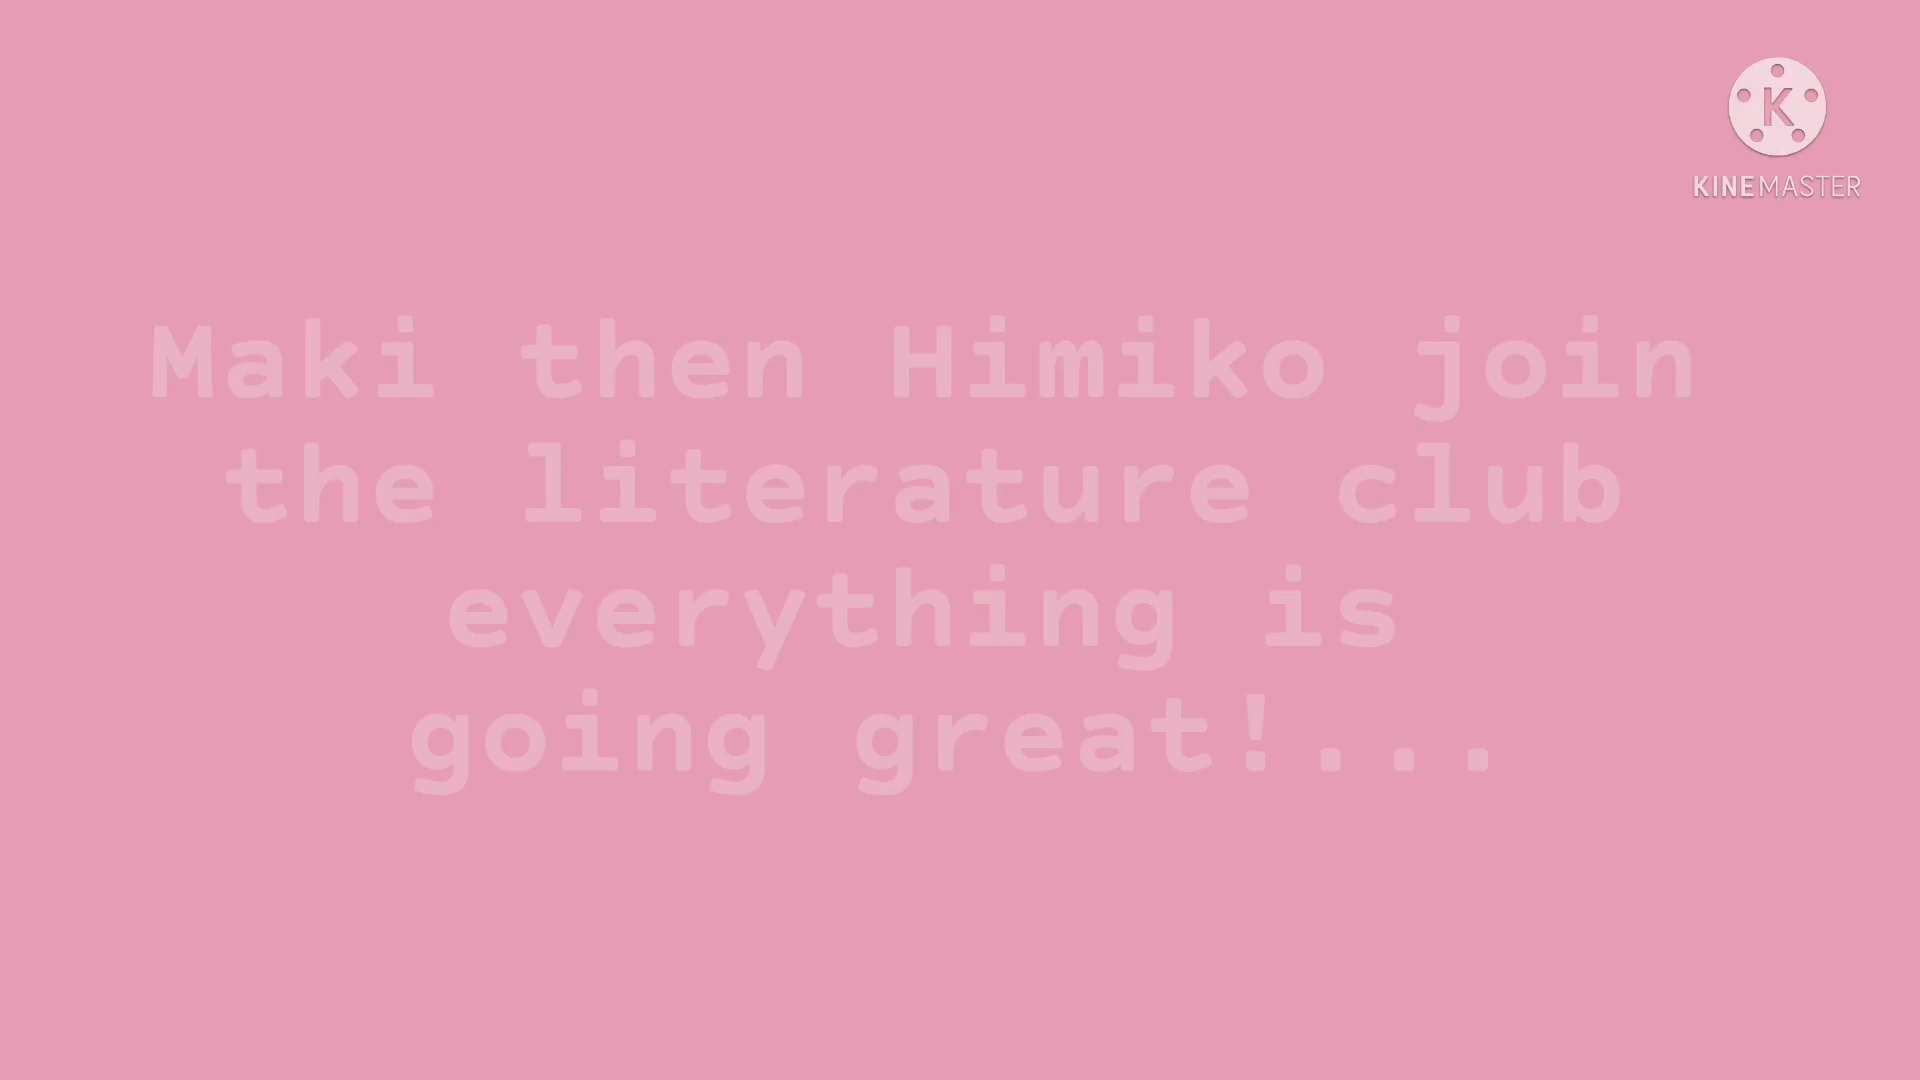 K
KINEMASTER
Maki then Himiko join
the literature club
everything is
going great!...